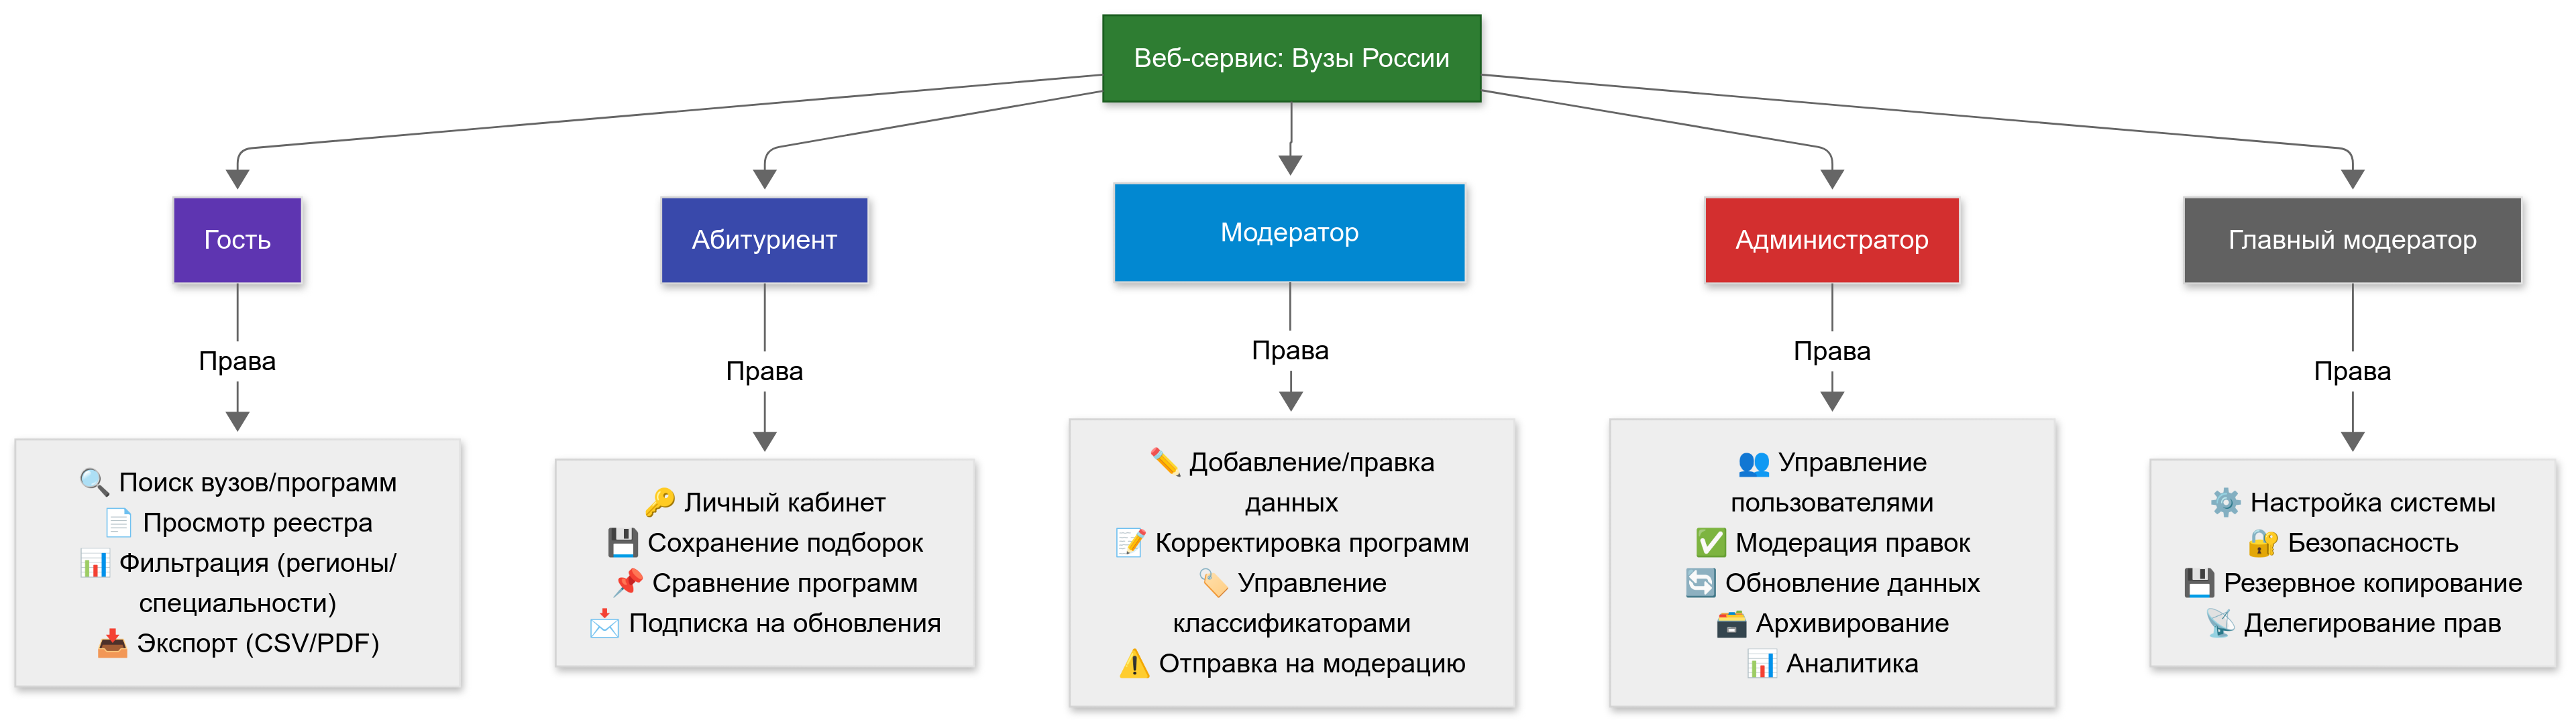 Веб-сервис: Вузы России
Гость
Абитуриент
Модератор
Администратор
Главный модератор
Права
Права
Права
Права
Права
🔍 Поиск вузов/программ
📄 Просмотр реестра
📊 Фильтрация (регионы/
специальности)
📥 Экспорт (CSV/PDF)
🔑 Личный кабинет
💾 Сохранение подборок
📌 Сравнение программ
📩 Подписка на обновления
✏️ Добавление/правка
данных
📝 Корректировка программ
🏷️ Управление
классификаторами
⚠️ Отправка на модерацию
👥 Управление
пользователями
✅ Модерация правок
🔄 Обновление данных
🗃️ Архивирование
📊 Аналитика
⚙️ Настройка системы
🔐 Безопасность
💾 Резервное копирование
📡 Делегирование прав